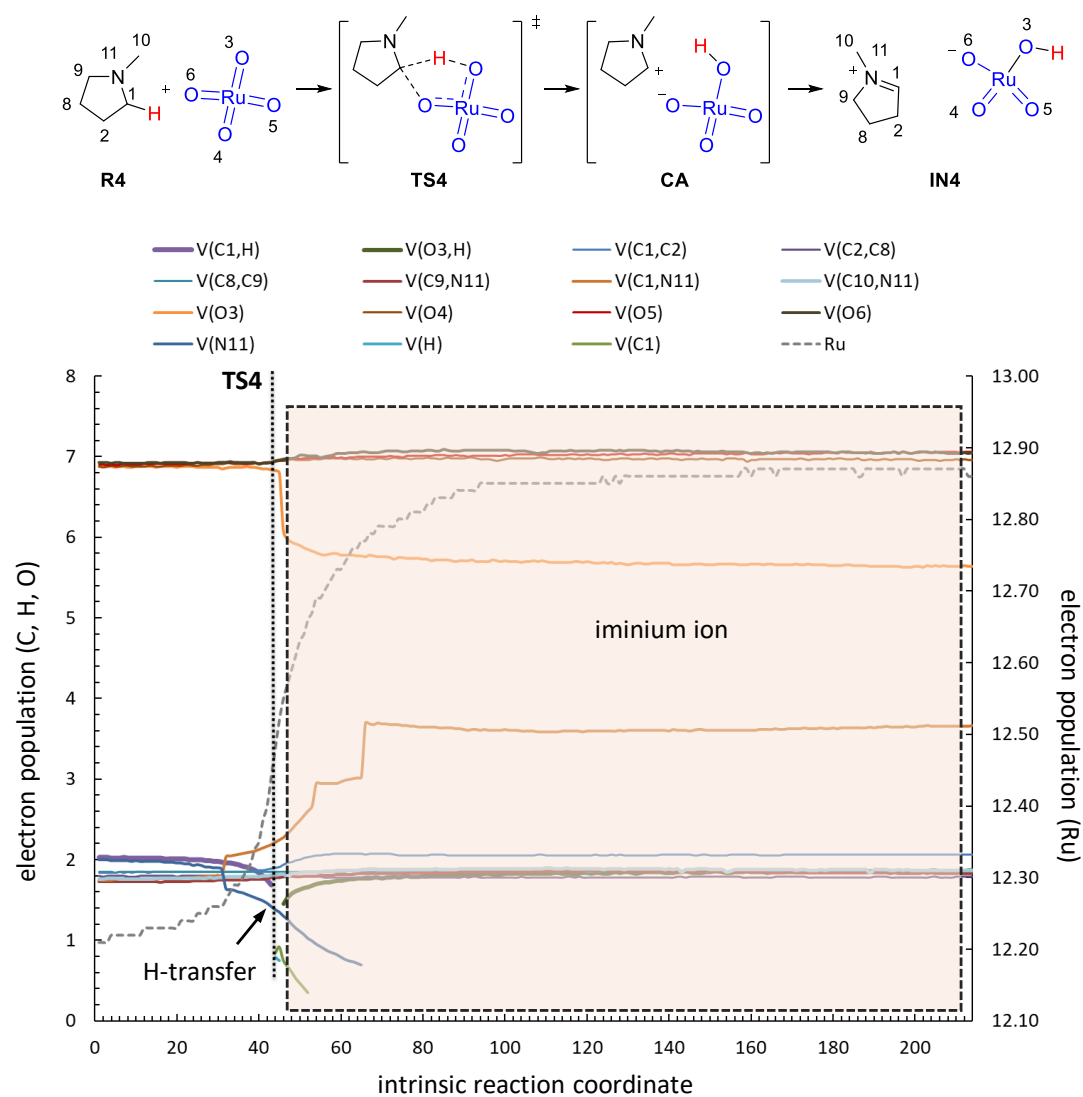 10
11
N
9
1
8
2
H
R4
+
3
O
6
O
Ru
O
5
O
4
N
H
O
O
Ru
O
O
‡
TS4
N
+
H
O
−
O
Ru
O
O
CA
10
11
N
+
1
9
8
2
3
6
O
H
−
O
Ru
O
O
4
5
IN4
V(C1,H) V(O3,H) V(C1,C2) V(C2,C8)
V(C8,C9) V(C9,N11) V(C1,N11) V(C10,N11)
V(O3) V(O4) V(O5) V(O6)
V(N11) V(H) V(C1) Ru
TS4
8 13.00
7 12.90
6 12.80
5 12.70
12.60
4 12.50
3 12.40
2 12.30
1 12.20
0 12.10
electron population (C, H, O)
electron population (Ru)
iminium ion
H-transfer
0 20 40 60 80 100 120 140 160 180 200
intrinsic reaction coordinate